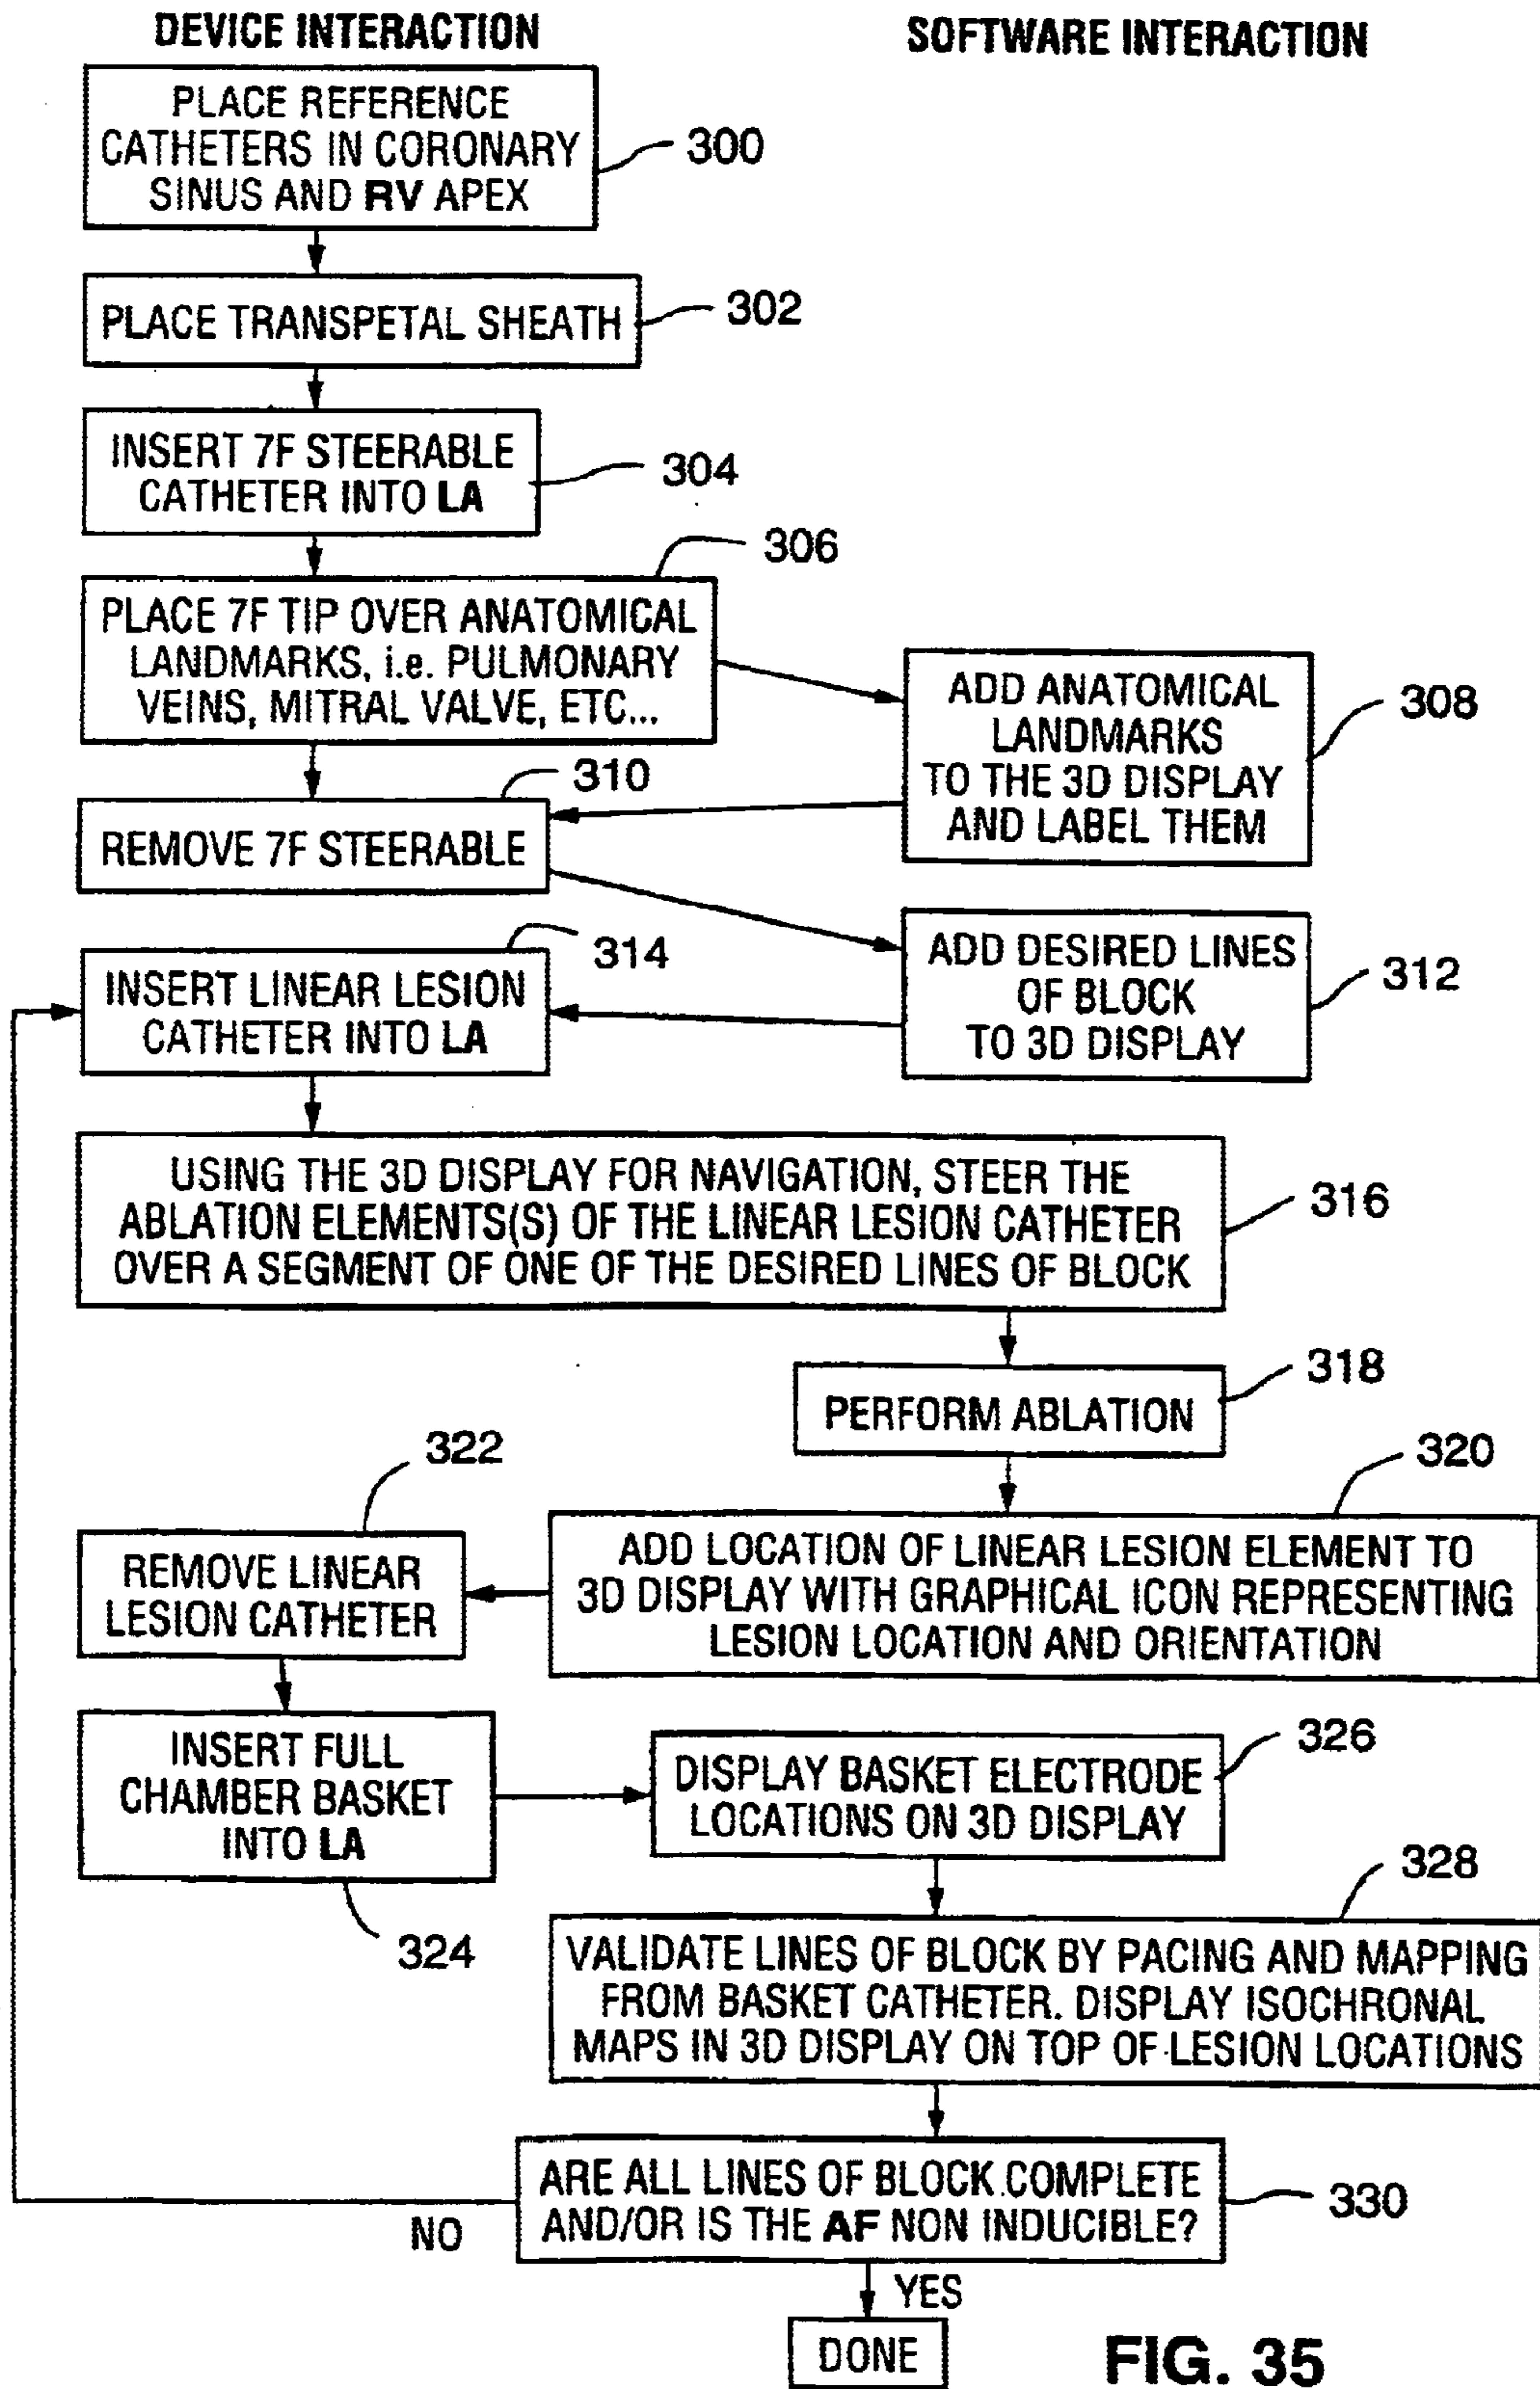 DEVICE INTERACTION
SOFTWARE INTERACTION
PLACE REFERENCE
CATHETERS IN CORONARY
SINUS AND RV APEX
300
PLACE TRANSPETAL SHEATH
302
INSERT 7F STEERABLE
CATHETER INTO LA
304
306
PLACE 7F TIP OVER ANATOMICAL
LANDMARKS, i.e. PULMONARY
VEINS, MITRAL VALVE, ETC...
ADD ANATOMICAL
LANDMARKS
TO THE 3D DISPLAY
AND LABEL THEM
308
310
REMOVE 7F STEERABLE
ADD DESIRED LINES
OF BLOCK
TO 3D DISPLAY
312
314
INSERT LINEAR LESION
CATHETER INTO LA
USING THE 3D DISPLAY FOR NAVIGATION, STEER THE
ABLATION ELEMENTS(S) OF THE LINEAR LESION CATHETER
OVER A SEGMENT OF ONE OF THE DESIRED LINES OF BLOCK
316
PERFORM ABLATION
318
320
ADD LOCATION OF LINEAR LESION ELEMENT TO
3D DISPLAY WITH GRAPHICAL ICON REPRESENTING
LESION LOCATION AND ORIENTATION
322
REMOVE LINEAR
LESION CATHETER
INSERT FULL
CHAMBER BASKET
INTO LA
324
DISPLAY BASKET ELECTRODE
LOCATIONS ON 3D DISPLAY
326
328
VALIDATE LINES OF BLOCK BY PACING AND MAPPING
FROM BASKET CATHETER. DISPLAY ISOCHRONAL
MAPS IN 3D DISPLAY ON TOP OF LESION LOCATIONS
ARE ALL LINES OF BLOCK COMPLETE
AND/OR IS THE AF NON INDUCIBLE?
330
NO
YES
DONE
FIG. 35